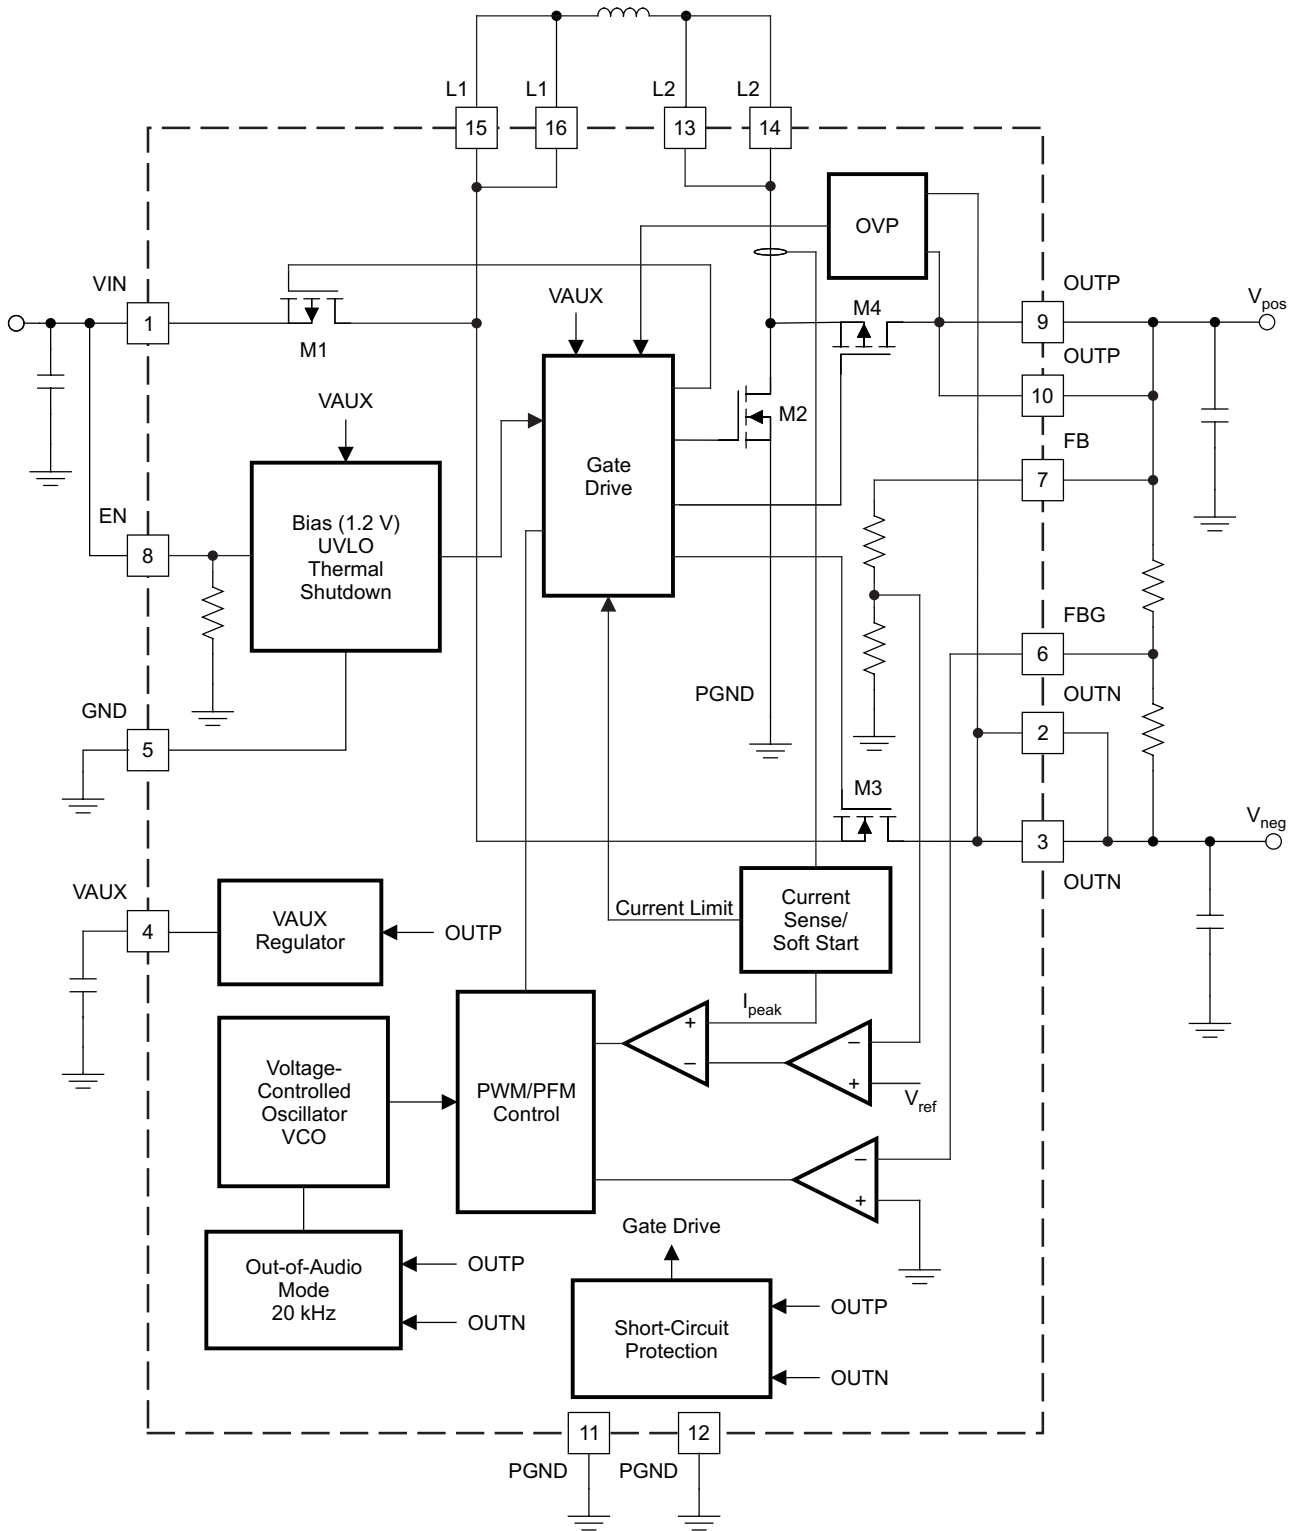 L1
L1
L2
L2
15
16
13
14
OVP
VIN
1
M1
VAUX
M4
OUTP
9
V_pos
OUTP
10
VAUX
M2
FB
7
Gate
Drive
EN
8
Bias (1.2 V)
UVLO
Thermal
Shutdown
FBG
6
PGND
OUTN
2
GND
5
M3
V_neg
3
OUTN
VAUX
4
VAUX
Regulator
OUTP
Current Limit
Current
Sense/
Soft Start
I_peak
+
−
−
+
V_ref
Voltage-
Controlled
Oscillator
VCO
PWM/PFM
Control
−
+
Gate Drive
Out-of-Audio
Mode
20 kHz
OUTP
OUTN
Short-Circuit
Protection
OUTP
OUTN
11
12
PGND
PGND